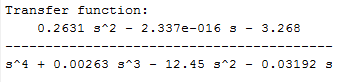 Transfer function:
0.2631 s^2 - 2.337e-016 s - 3.268
-----------------------------------------
s^4 + 0.00263 s^3 - 12.45 s^2 - 0.03192 s